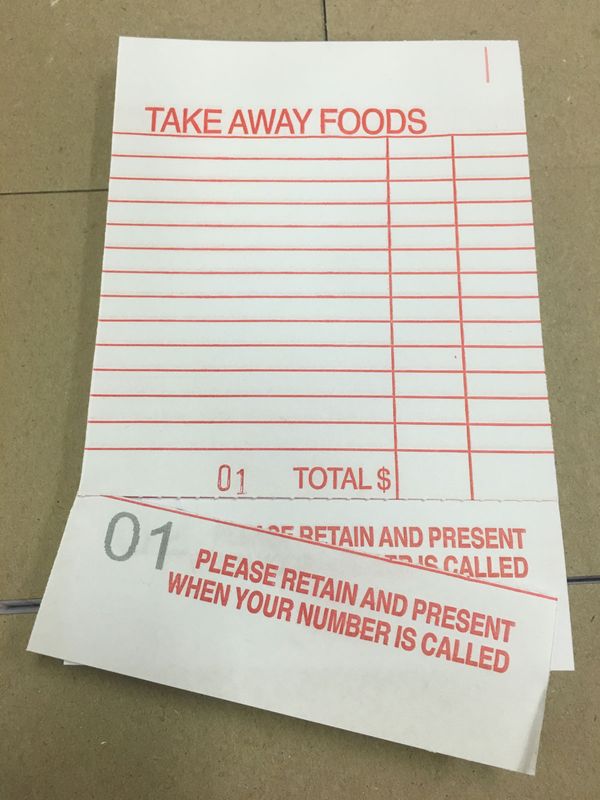 TAKE AWAY FOODS
01 TOTAL $
RETAIN AND PRESENT
IS CALLED
01
PLEASE RETAIN AND PRESENT
WHEN YOUR NUMBER IS CALLED